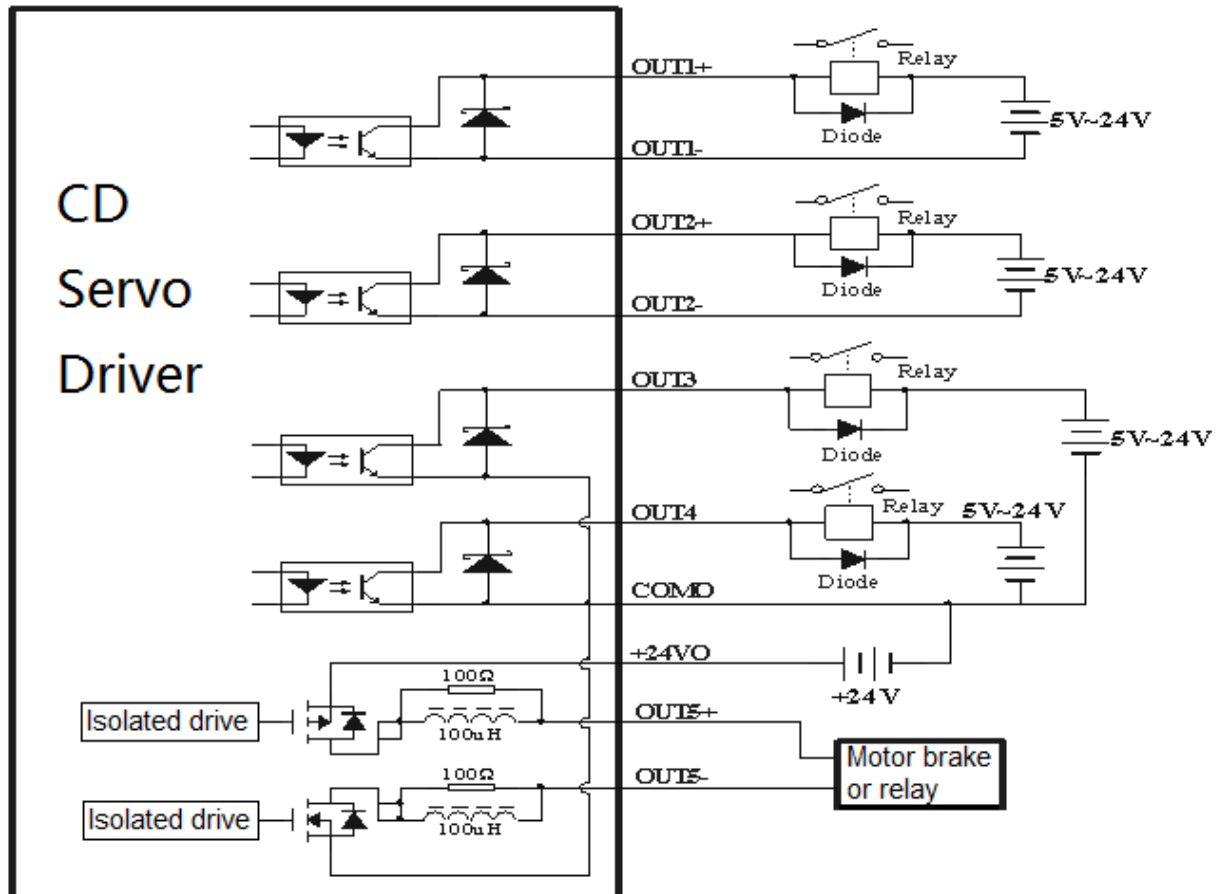 OUT1+
Relay
Diode
5V~24V
OUT1-
CD
Servo
Driver
OUT2+
Relay
Diode
5V~24V
OUT2-
OUT3
Relay
Diode
5V~24V
OUT4
Relay
5V~24V
Diode
COMO
+24VO
+24V
100Ω
Isolated drive
100uH
OUT5+
Motor brake
or relay
100Ω
OUT5-
Isolated drive
100uH